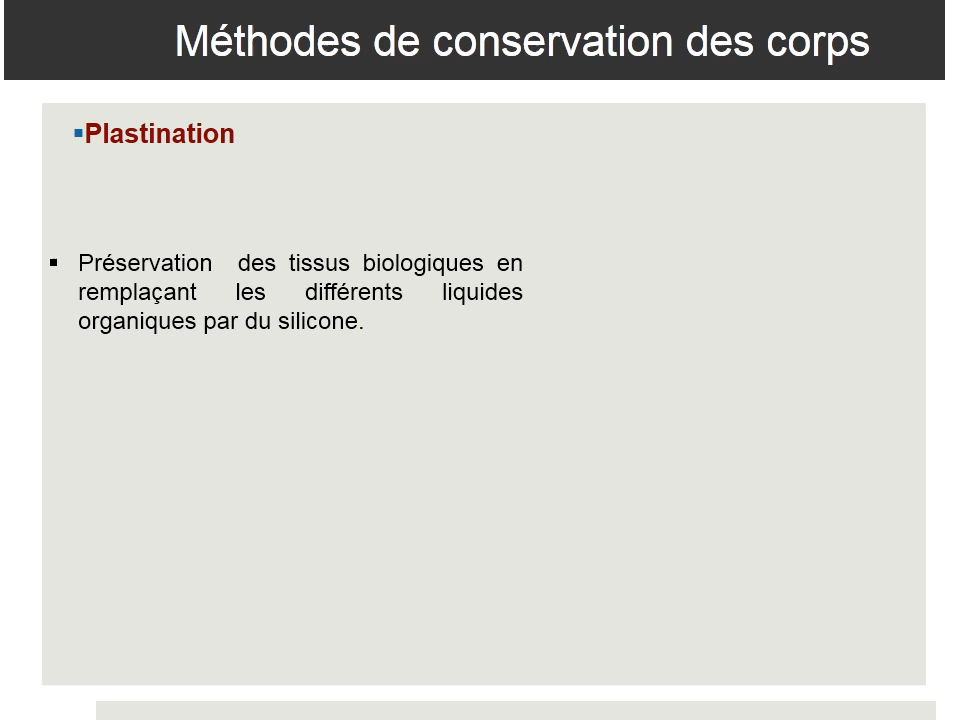 Méthodes de conservation des corps
▪Plastination
▪ Préservation des tissus biologiques en
remplaçant les différents liquides
organiques par du silicone.